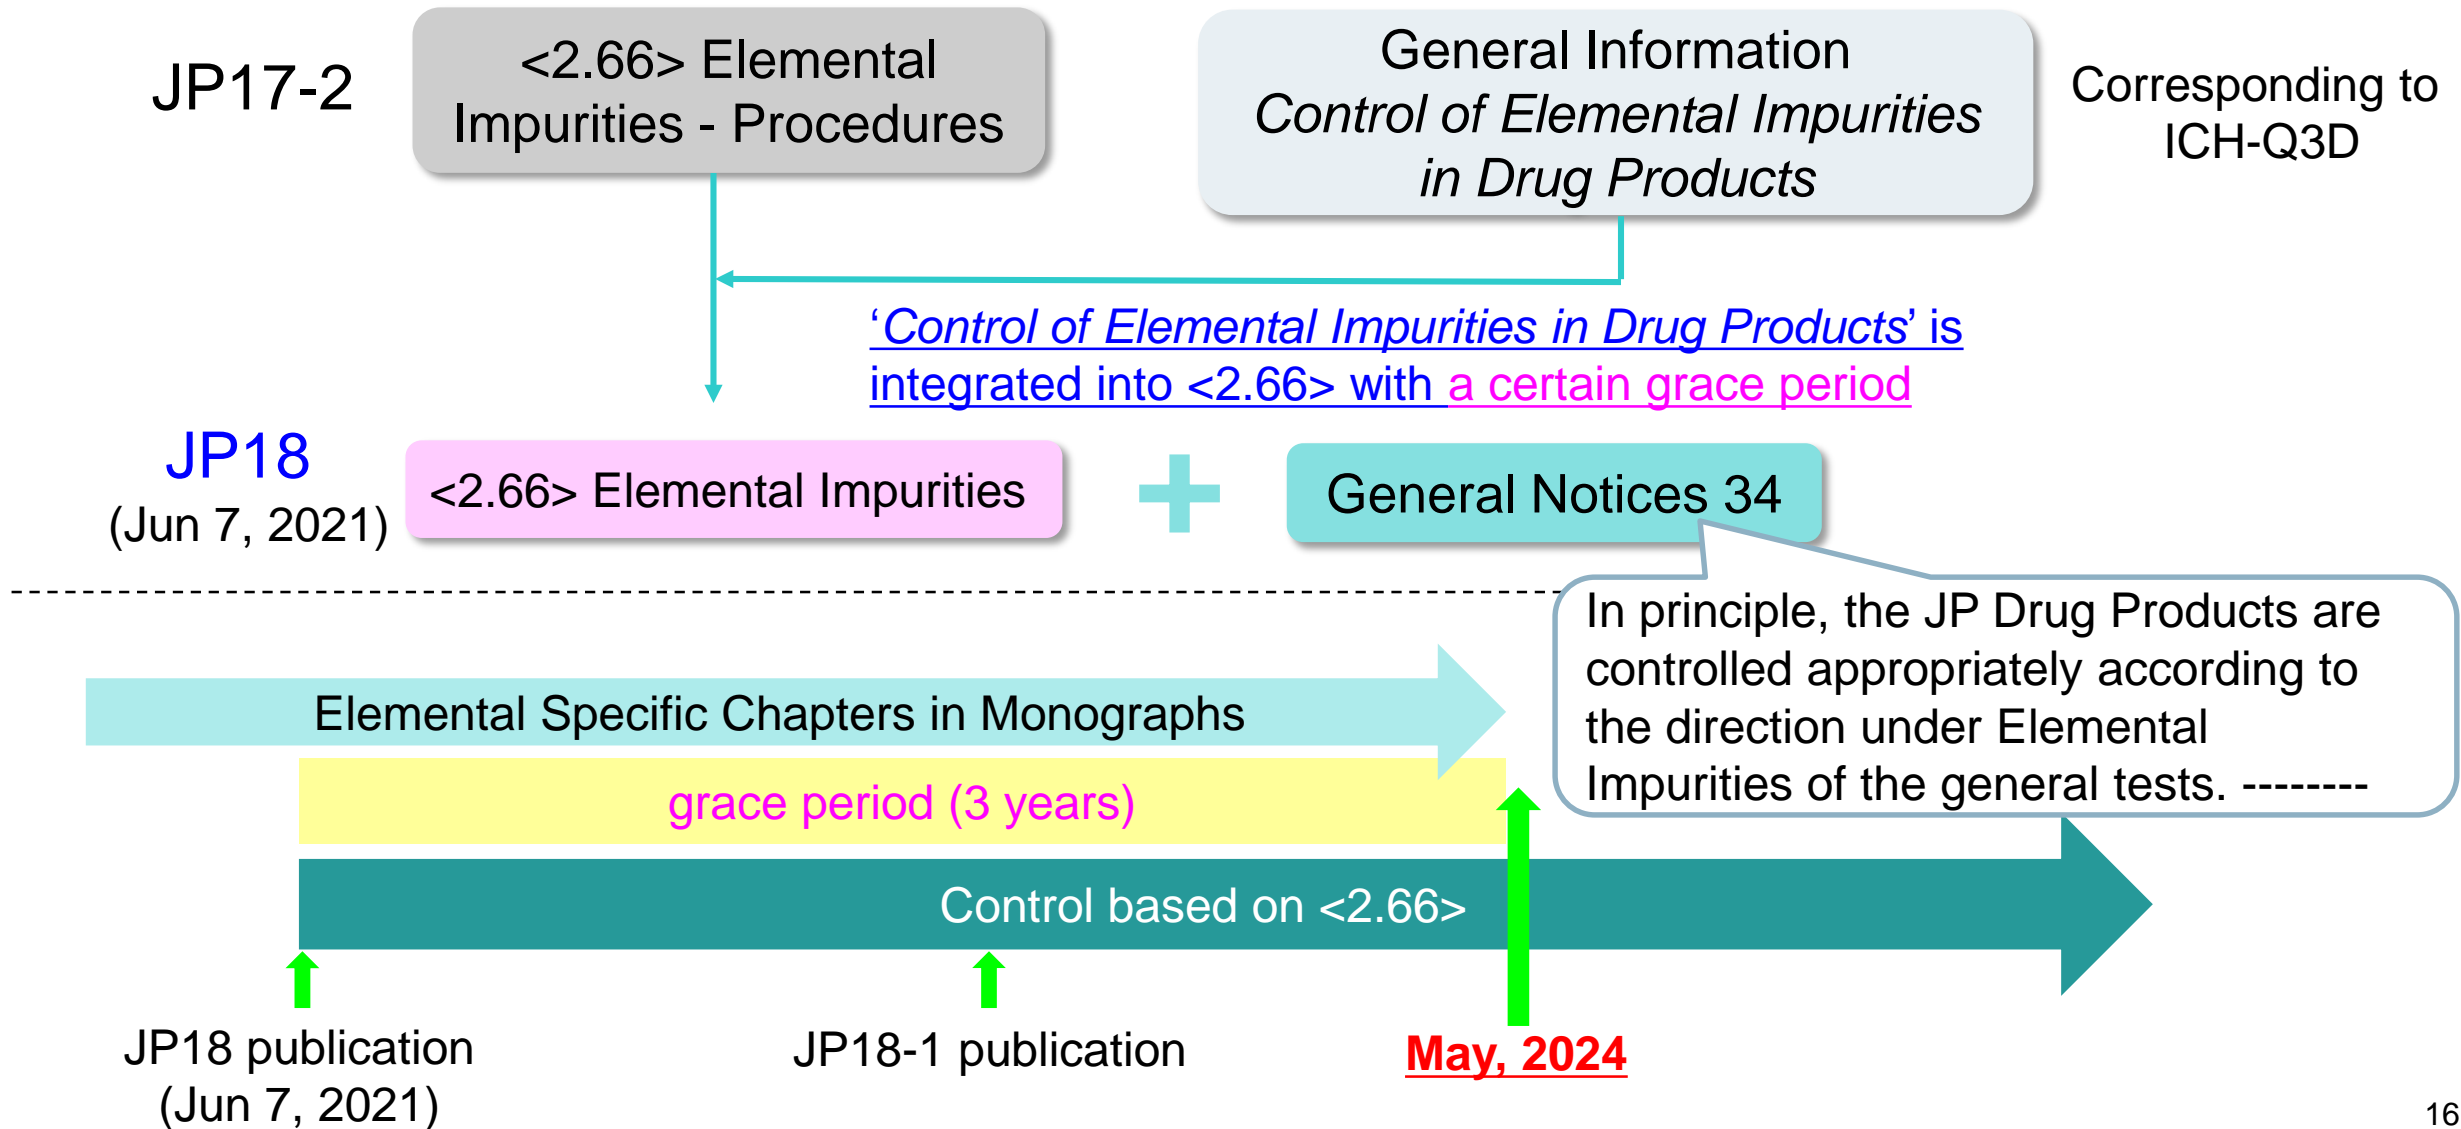 JP17-2
<2.66> Elemental
Impurities - Procedures
General Information
Control of Elemental Impurities
in Drug Products
Corresponding to
ICH-Q3D
‘Control of Elemental Impurities in Drug Products’ is
integrated into <2.66> with a certain grace period
JP18
(Jun 7, 2021)
<2.66> Elemental Impurities
+
General Notices 34
In principle, the JP Drug Products are
controlled appropriately according to
the direction under Elemental
Impurities of the general tests. --------
Elemental Specific Chapters in Monographs
grace period (3 years)
Control based on <2.66>
JP18 publication
(Jun 7, 2021)
JP18-1 publication
May, 2024
16